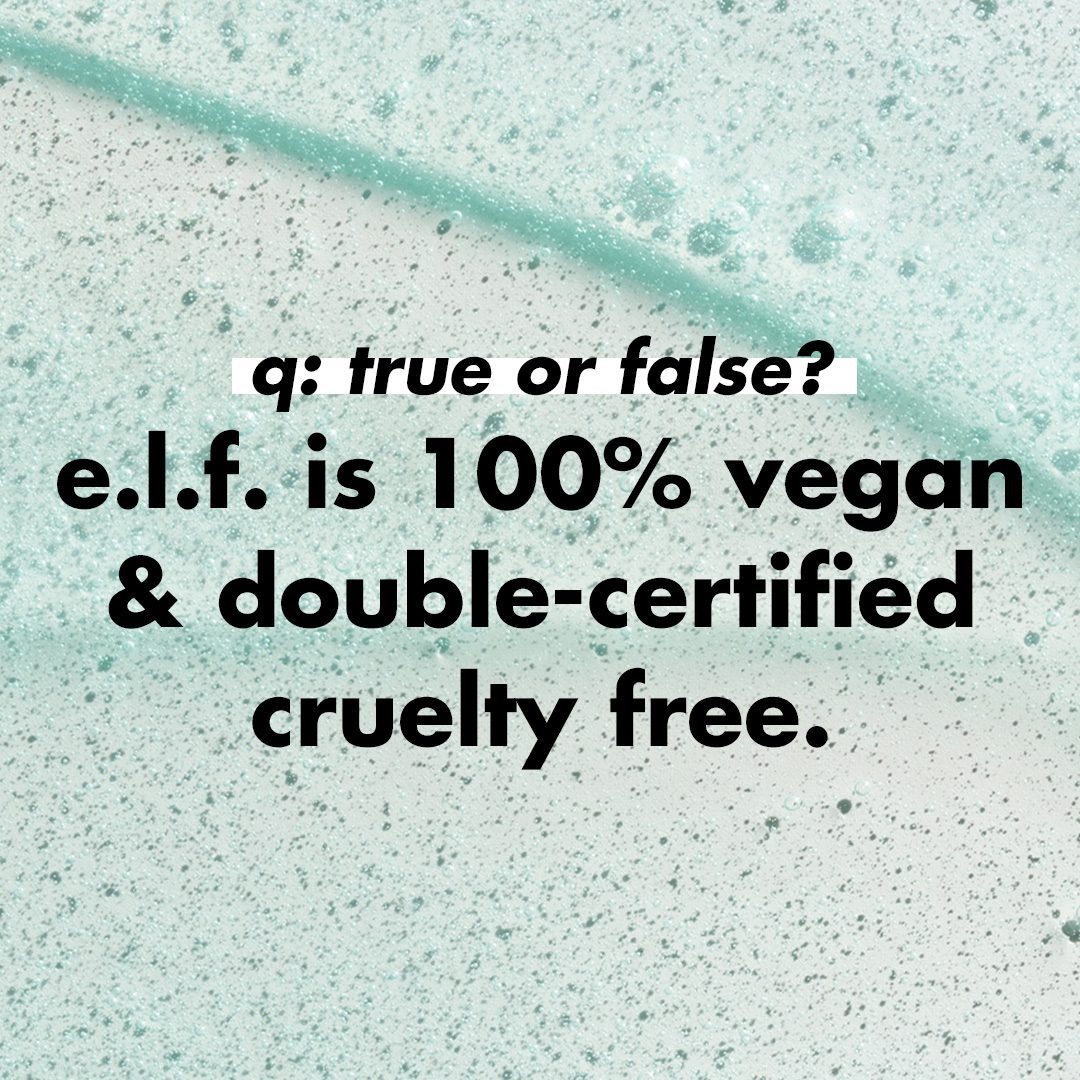 q: true or false?
e.l.f. is 100% vegan
& double-certified
cruelty free.